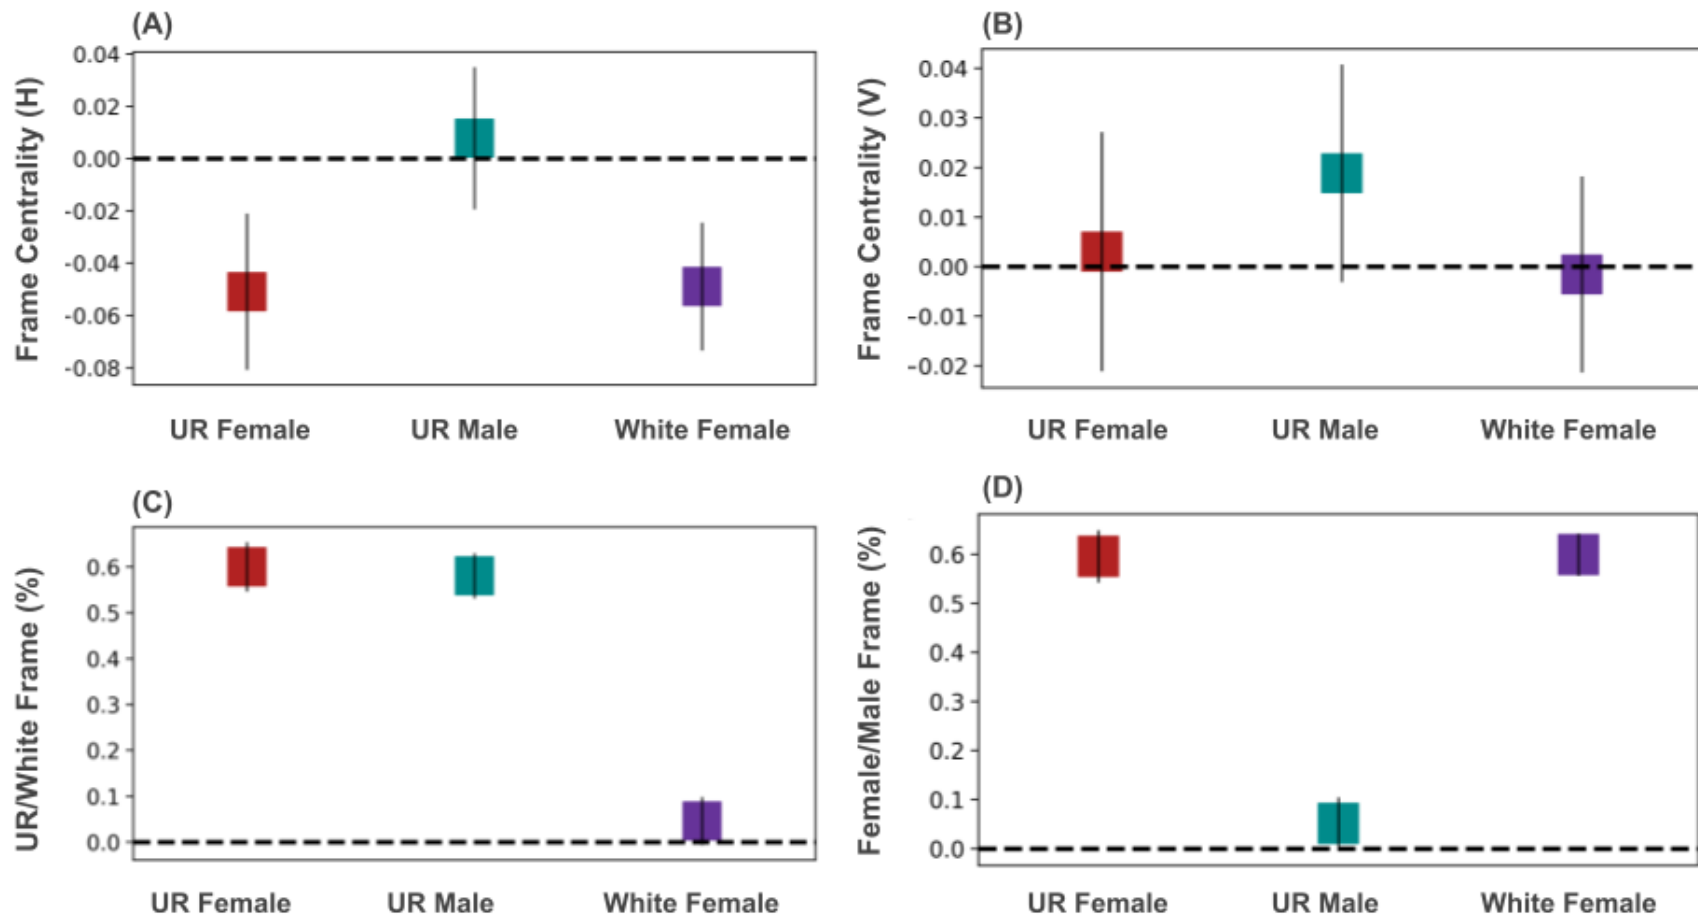 (A)
Frame Centrality (H)
0.04
0.02
0.00
-0.02
-0.04
-0.06
-0.08
UR Female UR Male White Female
(B)
Frame Centrality (V)
0.04
0.03
0.02
0.01
0.00
-0.01
-0.02
UR Female UR Male White Female
(C)
UR/White Frame (%)
0.6
0.5
0.4
0.3
0.2
0.1
0.0
UR Female UR Male White Female
(D)
Female/Male Frame (%)
0.6
0.5
0.4
0.3
0.2
0.1
0.0
UR Female UR Male White Female